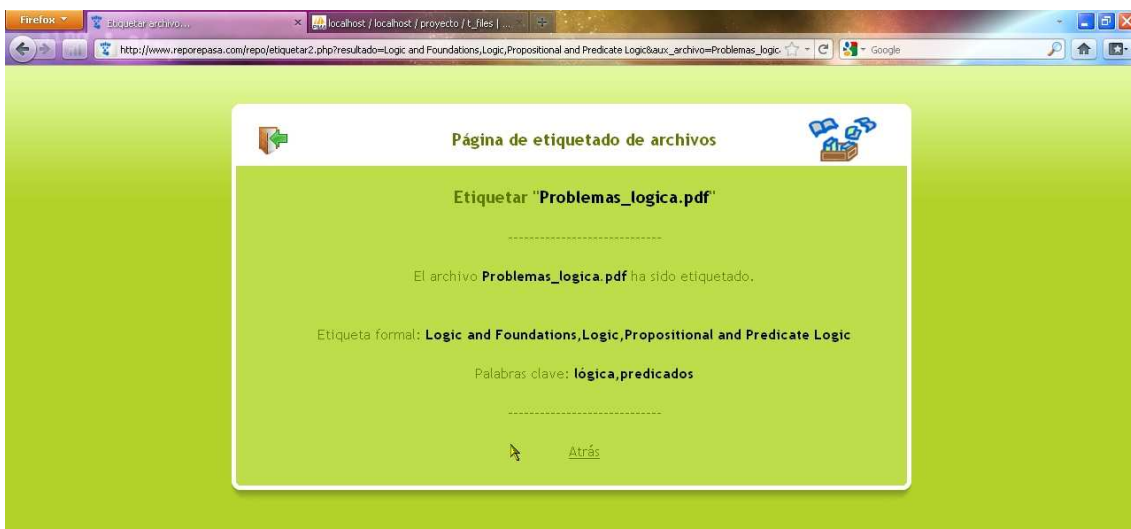 Firefox
Etiquetar archivo...
localhost / localhost / proyecto / t_files | ...
http://www.reporepasa.com/repo/etiquetar2.php?resultado=Logic and Foundations,Logic,Propositional and Predicate Logic&aux_archivo=Problemas_logic
Google
Página de etiquetado de archivos
Etiquetar "Problemas_logica.pdf"
----------------------------
El archivo Problemas_logica.pdf ha sido etiquetado.
Etiqueta formal: Logic and Foundations,Logic,Propositional and Predicate Logic
Palabras clave: lógica,predicados
----------------------------
Atrás